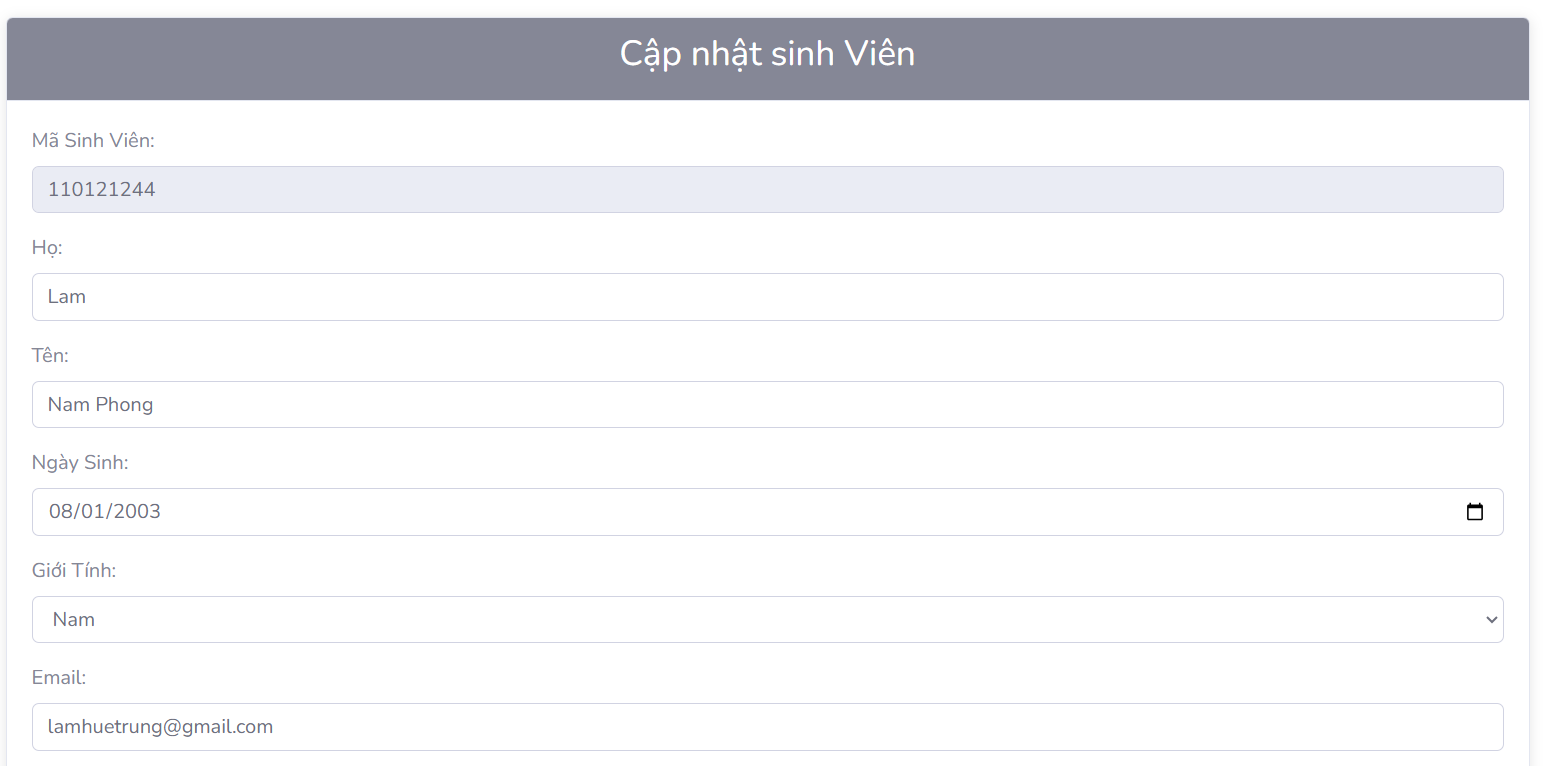 Cập nhật sinh Viên
Mã Sinh Viên:
110121244
Họ:
Lam
Tên:
Nam Phong
Ngày Sinh:
08/01/2003
Giới Tính:
Nam
Email:
lamhuetrung@gmail.com